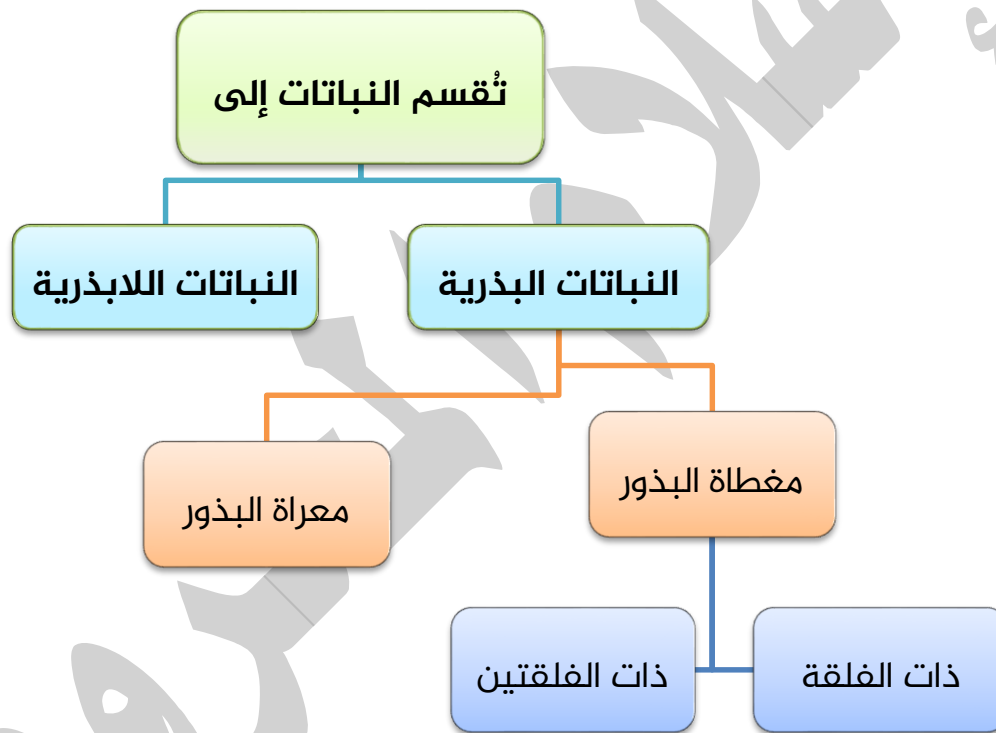 تُقسم النباتات إلى
النباتات البذرية
النباتات اللابذرية
مغطاة البذور
معراة البذور
ذات الفلقة
ذات الفلقتين